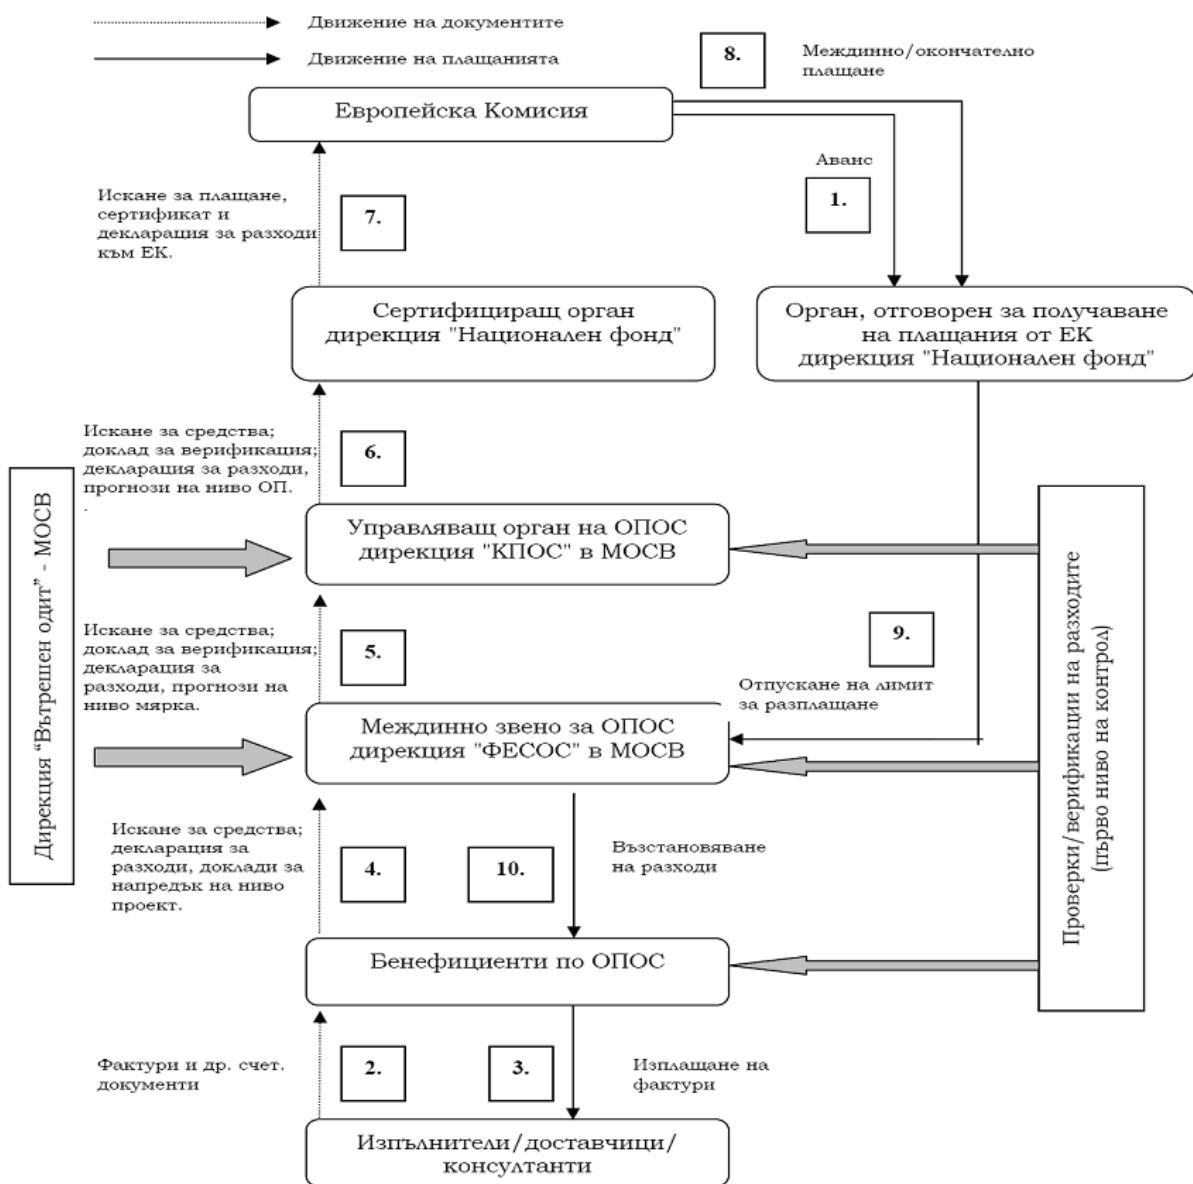 Движение на документите
Движение на плащанията
8.
Междинно/окончателно
плащане
Европейска Комисия
Аванс
1.
Искане за плащане,
сертификат и
декларация за разходи
към ЕК.
7.
Сертифициращ орган
дирекция "Национален фонд"
Орган, отговорен за получаване
на плащания от ЕК
дирекция "Национален фонд"
Искане за средства;
доклад за верификация;
декларация за разходи,
прогнози на ниво ОП.
.
6.
Дирекция “Вътрешен одит” - МОСВ
Управляващ орган на ОПОС
дирекция "КПОС" в МОСВ
Проверки/верификации на разходите
(първо ниво на контрол)
Искане за средства;
доклад за верификация;
декларация за
разходи, прогнози на
ниво мярка.
5.
9.
Отпускане на лимит
за разплащане
Междинно звено за ОПОС
дирекция "ФЕСОС" в МОСВ
Искане за средства;
декларация за
разходи, доклади за
напредък на ниво
проект.
4.
10.
Възстановяване
на разходи
Бенефициенти по ОПОС
Фактури и др. счет.
документи
2.
3.
Изплащане на
фактури
Изпълнители/доставчици/
консултанти